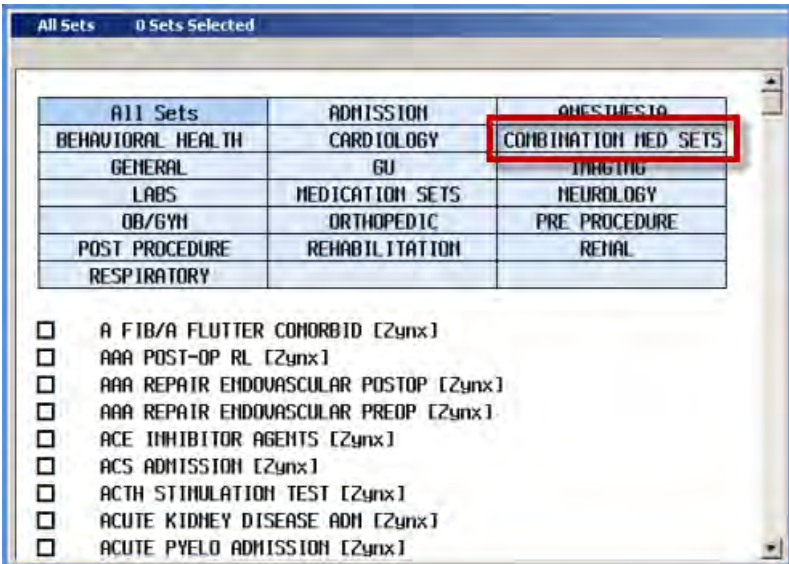 All Sets 0 Sets Selected
All Sets ADMISSION ANESTHESIA
BEHAVIORAL HEALTH CARDIOLOGY COMBINATION MED SETS
GENERAL GU IMAGING
LABS MEDICATION SETS NEUROLOGY
OB/GYN ORTHOPEDIC PRE PROCEDURE
POST PROCEDURE REHABILITATION RENAL
RESPIRATORY
A FIB/A FLUTTER COMORBID [Zynx]
AAA POST-OP RL [Zynx]
AAA REPAIR ENDOVASCULAR POSTOP [Zynx]
AAA REPAIR ENDOVASCULAR PREOP [Zynx]
ACE INHIBITOR AGENTS [Zynx]
ACS ADMISSION [Zynx]
ACTH STIMULATION TEST [Zynx]
ACUTE KIDNEY DISEASE ADM [Zynx]
ACUTE PYELO ADMISSION [Zynx]